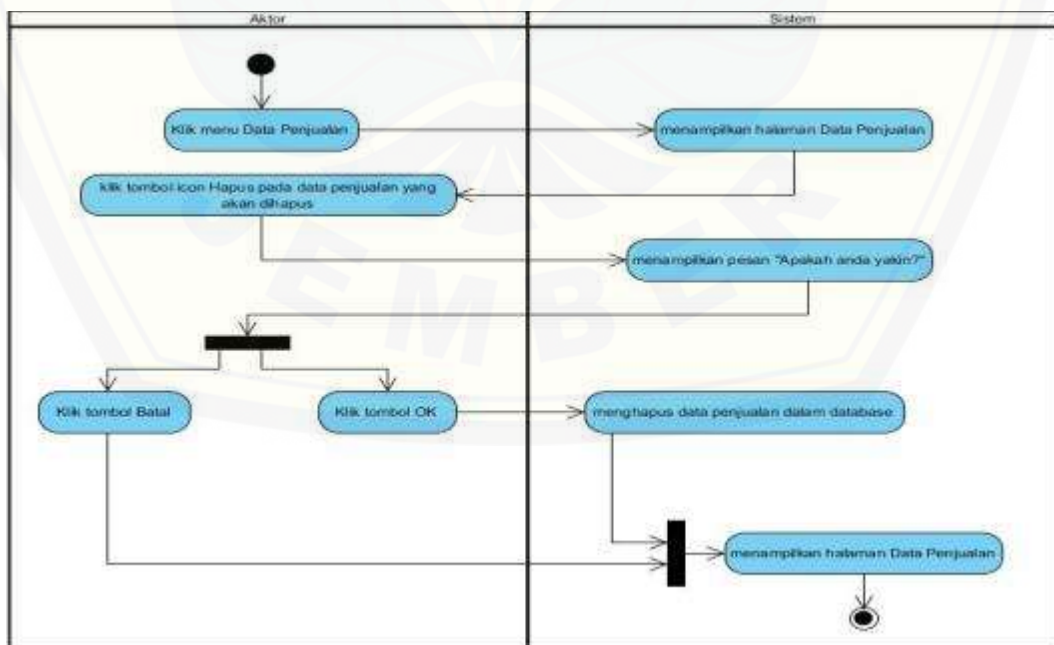 Aktor
Sistem
Klik menu Data Penjualan
menampilkan halaman Data Penjualan
klik tombol icon Hapus pada data penjualan yang
akan dihapus
menampilkan pesan "Apakah anda yakin?"
EMBER
Klik tombol Batal
Klik tombol OK
menghapus data penjualan dalam database
menampilkan halaman Data Penjualan